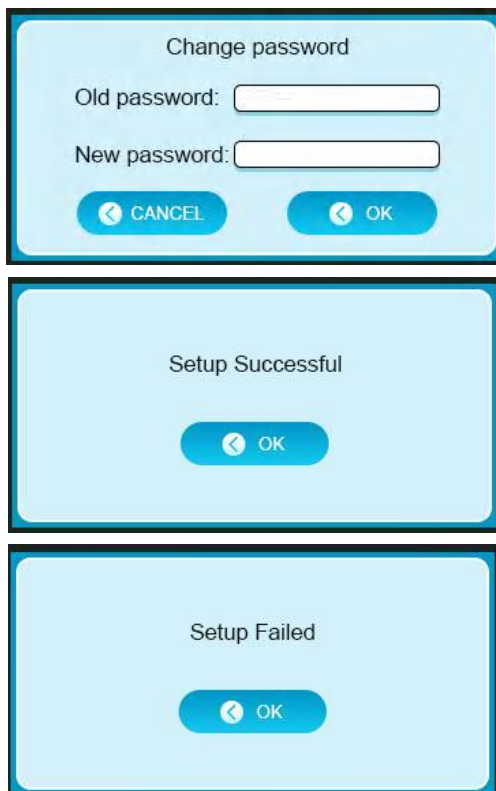 Change password
Old password:
New password:
CANCEL OK
Setup Successful
OK
Setup Failed
OK